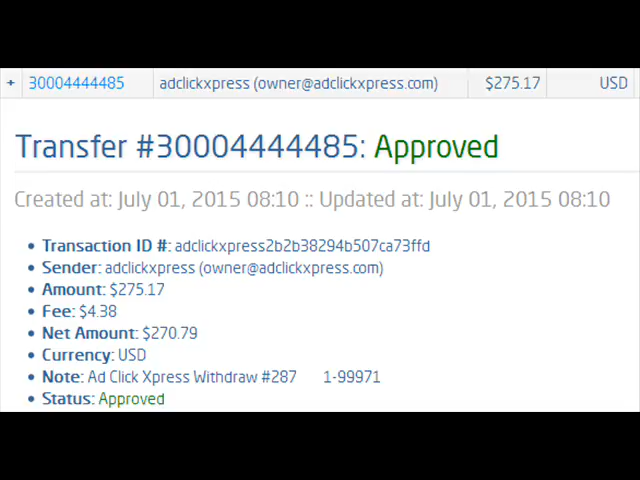 + 30004444485 adclickxpress (owner@adclickxpress.com) $275.17 USD
Transfer #30004444485: Approved
Created at: July 01, 2015 08:10 :: Updated at: July 01, 2015 08:10
• Transaction ID #: adclickxpress2b2b38294b507ca73ffd
• Sender: adclickxpress (owner@adclickxpress.com)
• Amount: $275.17
• Fee: $4.38
• Net Amount: $270.79
• Currency: USD
• Note: Ad Click Xpress Withdraw #287 1-99971
• Status: Approved